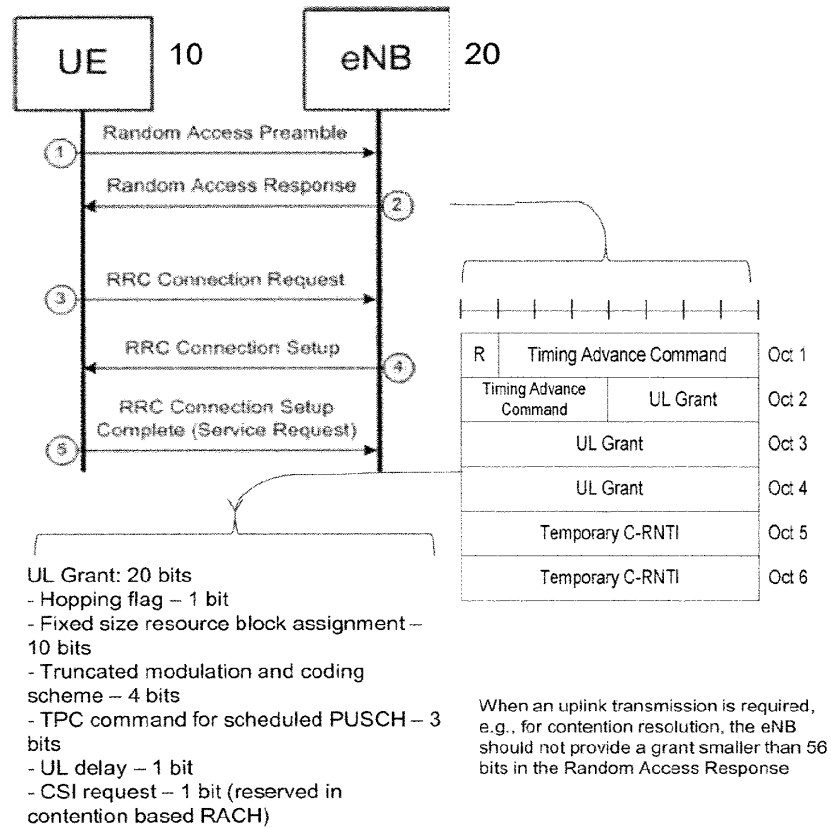 UE
10
eNB
20
Random Access Preamble
1
Random Access Response
2
RRC Connection Request
3
RRC Connection Setup
4
RRC Connection Setup
Complete (Service Request)
5
R
Timing Advance Command
Oct 1
Timing Advance
Command
UL Grant
Oct 2
UL Grant
Oct 3
UL Grant
Oct 4
Temporary C-RNTI
Oct 5
Temporary C-RNTI
Oct 6
UL Grant: 20 bits
- Hopping flag – 1 bit
- Fixed size resource block assignment –
10 bits
- Truncated modulation and coding
scheme – 4 bits
- TPC command for scheduled PUSCH – 3
bits
- UL delay – 1 bit
- CSI request – 1 bit (reserved in
contention based RACH)
When an uplink transmission is required,
e.g., for contention resolution, the eNB
should not provide a grant smaller than 56
bits in the Random Access Response